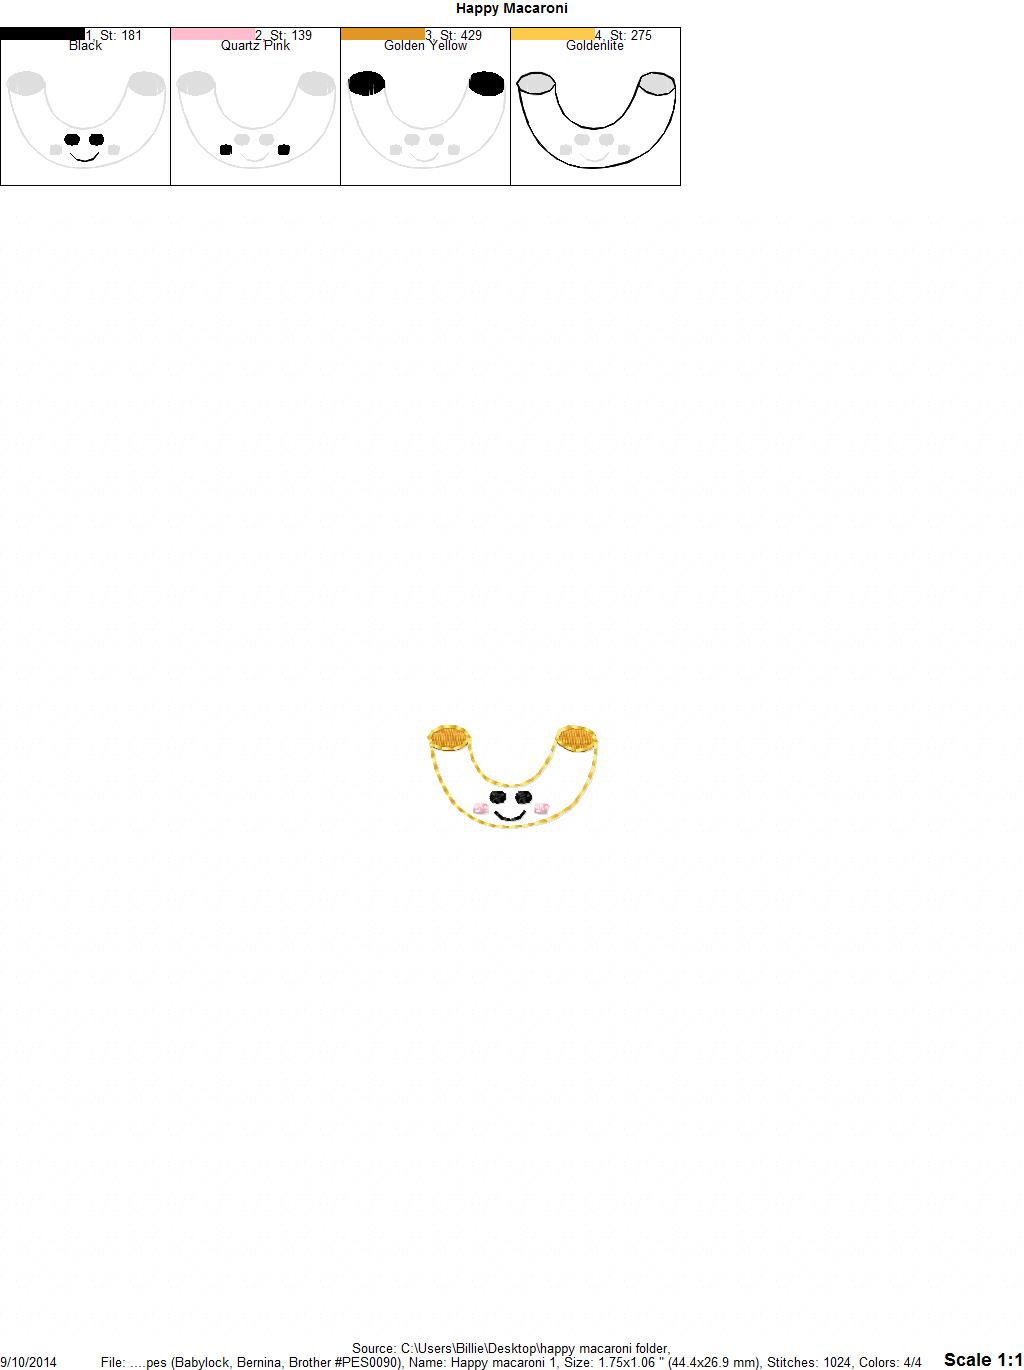 Happy Macaroni
1, St: 181 2, St: 139 3, St: 429 4, St: 275
Black Quartz Pink Golden Yellow Goldenlite
Source: C:\Users\Billie\Desktop\happy macaroni folder,
9/10/2014 File: ....pes (Babylock, Bernina, Brother #PES0090), Name: Happy macaroni 1, Size: 1.75x1.06 " (44.4x26.9 mm), Stitches: 1024, Colors: 4/4 Scale 1:1